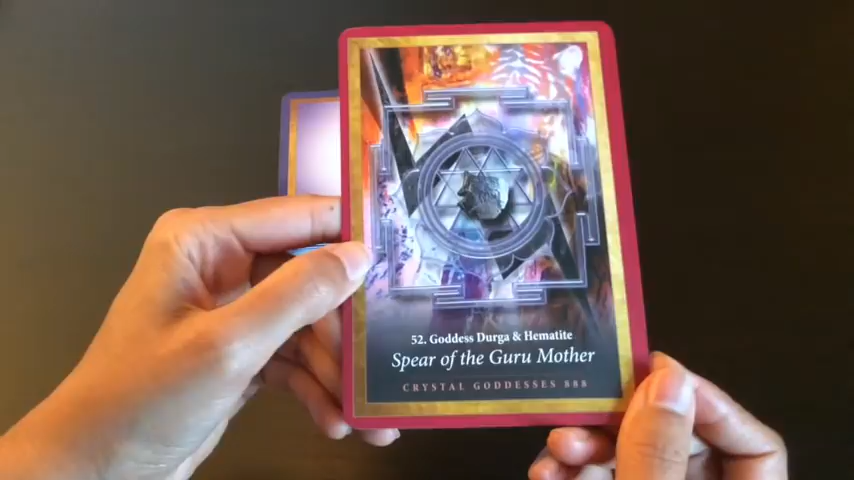 52. Goddess Durga & Hematite
Spear of the Guru Mother
CRYSTAL GODDESSES 888